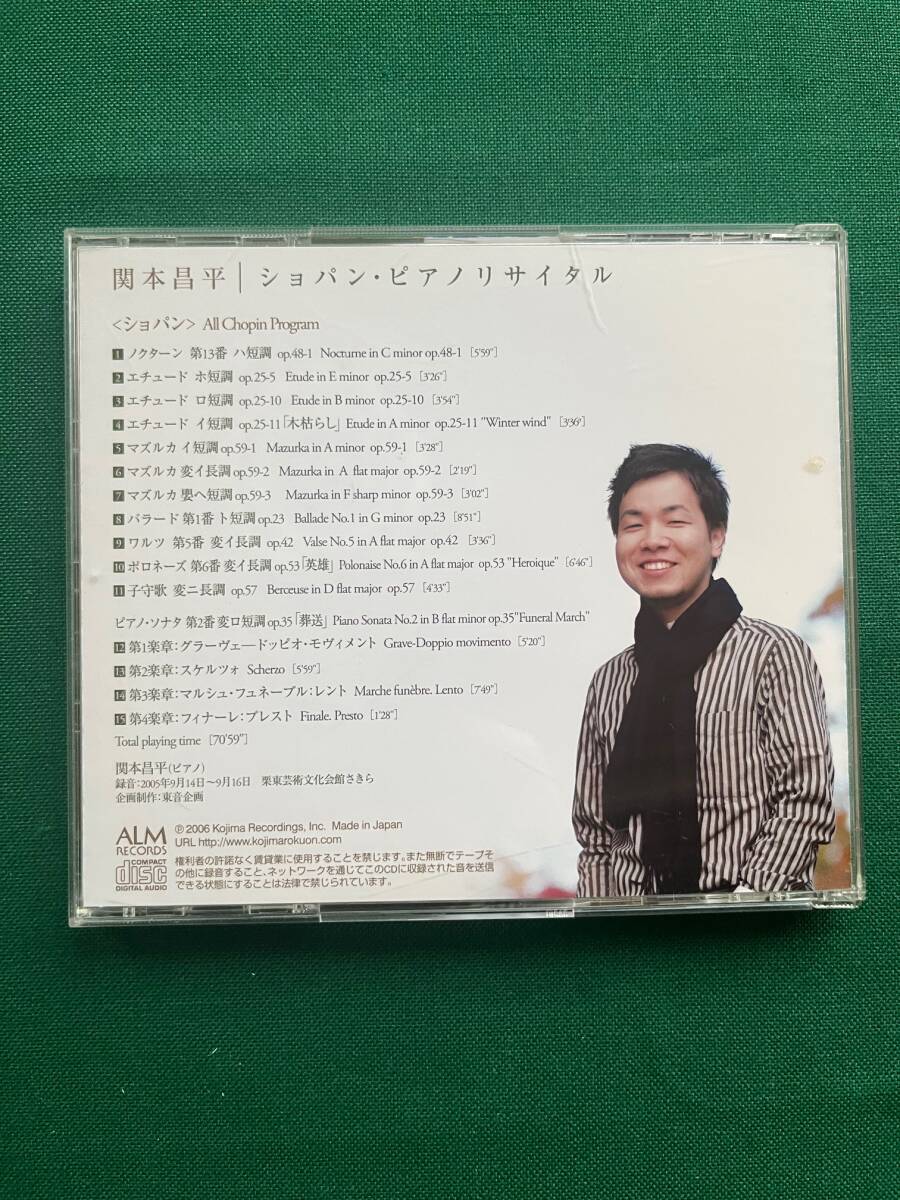 関本昌平│ショパン・ピアノリサイタル
<ショパン> All Chopin Program
1 ノクターン 第13番 ハ短調 op.48-1 Nocturne in C minor op.48-1 [5'59"]
2 エチュード ホ短調 op.25-5 Etude in E minor op.25-5 [3'26"]
3 エチュード ロ短調 op.25-10 Etude in B minor op.25-10 [3'54"]
4 エチュード イ短調 op.25-11「木枯らし」 Etude in A minor op.25-11 "Winter wind" [3'36"]
5 マズルカ イ短調 op.59-1 Mazurka in A minor op.59-1 [3'28"]
6 マズルカ 変イ長調 op.59-2 Mazurka in A flat major op.59-2 [2'19"]
7 マズルカ 嬰ヘ短調 op.59-3 Mazurka in F sharp minor op.59-3 [3'02"]
8 バラード 第1番 ト短調 op.23 Ballade No.1 in G minor op.23 [8'51"]
9 ワルツ 第5番 変イ長調 op.42 Valse No.5 in A flat major op.42 [3'36"]
10 ポロネーズ 第6番 変イ長調 op.53「英雄」 Polonaise No.6 in A flat major op.53 "Heroique" [6'46"]
11 子守歌 変ニ長調 op.57 Berceuse in D flat major op.57 [4'33"]
ピアノ・ソナタ 第2番 変ロ短調 op.35「葬送」 Piano Sonata No.2 in B flat minor op.35"Funeral March"
12 第1楽章:グラーヴェ―ドッピオ・モヴィメント Grave-Doppio movimento [5'20"]
13 第2楽章:スケルツォ Scherzo [5'59"]
14 第3楽章:マルシュ・フュネーブル:レント Marche funèbre. Lento [7'49"]
15 第4楽章:フィナーレ:プレスト Finale. Presto [1'28"]
Total playing time [70'59"]
関本昌平(ピアノ)
録音:2005年9月14日〜9月16日 栗東芸術文化会館さきら
企画制作:東音企画
ALM RECORDS
℗ 2006 Kojima Recordings, Inc. Made in Japan
URL http://www.kojimarokuon.com
COMPACT disc DIGITAL AUDIO
権利者の許諾なく賃貸業に使用することを禁じます。また無断でテープそ
の他に録音すること、ネットワークを通じてこのCDに収録された音を送信
できる状態にすることは法律で禁じられています。